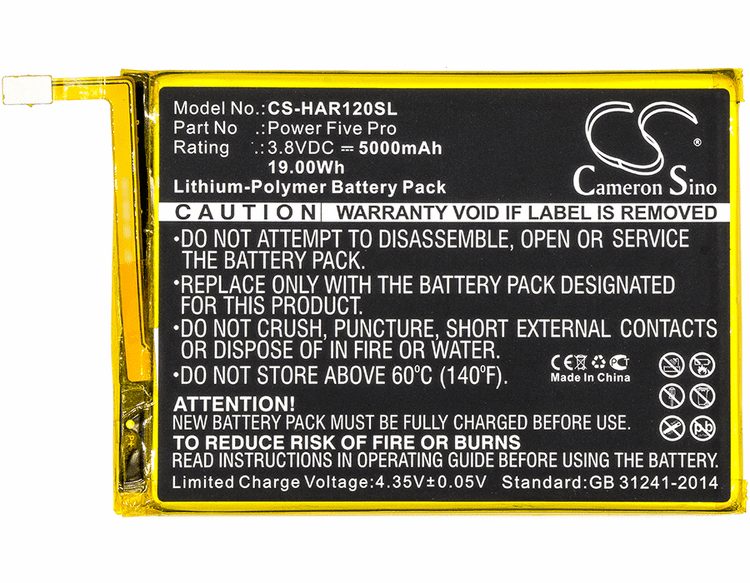 Model No.:CS-HAR120SL
Part No .:Power Five Pro
Rating .:3.8VDC ⎓ 5000mAh
19.00Wh
Lithium-Polymer Battery Pack
CS
Cameron Sino
®
CAUTION WARRANTY VOID IF LABEL IS REMOVED
•DO NOT ATTEMPT TO DISASSEMBLE, OPEN OR SERVICE
THE BATTERY PACK.
•REPLACE ONLY WITH THE BATTERY PACK DESIGNATED
FOR THIS PRODUCT.
•DO NOT CRUSH, PUNCTURE, SHORT EXTERNAL CONTACTS
OR DISPOSE OF IN FIRE OR WATER.
•DO NOT STORE ABOVE 60°C (140°F).
CE
Made In China
ATTENTION!
NEW BATTERY PACK MUST BE FULLY CHARGED BEFORE USE.
TO REDUCE RISK OF FIRE OR BURNS
READ INSTRUCTIONS IN OPERATING GUIDE BEFORE USING BATTERY PACK.
Pb
Limited Charge Voltage:4.35V±0.05V Standard:GB 31241-2014
P+